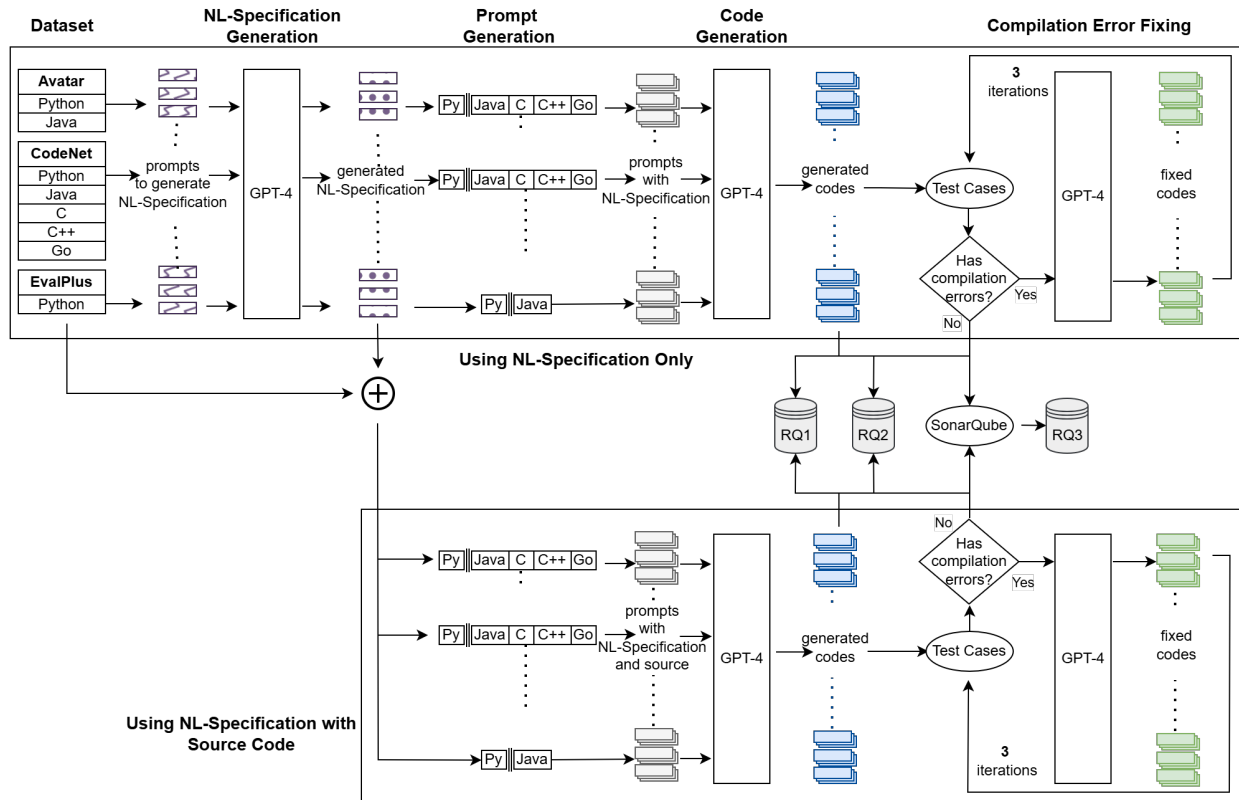 Dataset
NL-Specification
Generation
Prompt
Generation
Code
Generation
Compilation Error Fixing
Avatar
Python
Java
CodeNet
Python
Java
C
C++
Go
EvalPlus
Python
prompts
to generate
NL-Specification
GPT-4
generated
NL-Specification
Py Java C C++ Go
Py Java C C++ Go
Py Java
prompts
with
NL-Specification
GPT-4
generated
codes
Test Cases
Has
compilation
errors?
Yes
No
3
iterations
GPT-4
fixed
codes
Using NL-Specification Only
RQ1
RQ2
SonarQube
RQ3
Py Java C C++ Go
Py Java C C++ Go
Py Java
prompts
with
NL-Specification
and source
GPT-4
generated
codes
No
Has
compilation
errors?
Yes
Test Cases
3
iterations
GPT-4
fixed
codes
Using NL-Specification with
Source Code